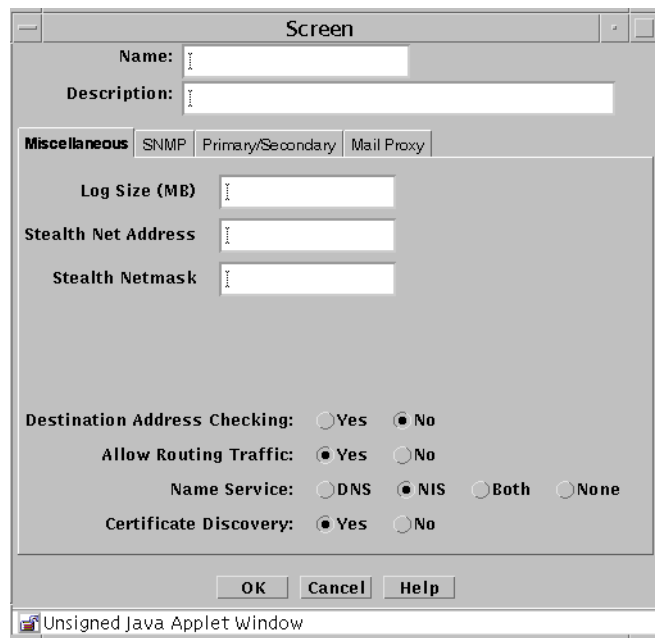 Screen
Name:
Description:
Miscellaneous SNMP Primary/Secondary Mail Proxy
Log Size (MB)
Stealth Net Address
Stealth Netmask
Destination Address Checking: Yes No
Allow Routing Traffic: Yes No
Name Service: DNS NIS Both None
Certificate Discovery: Yes No
OK Cancel Help
Unsigned Java Applet Window